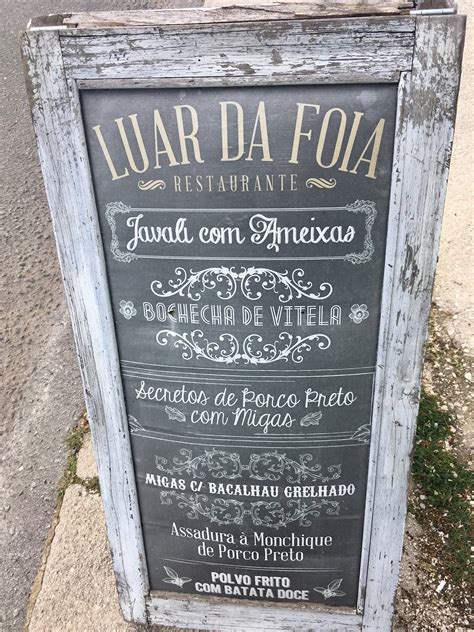 LUAR DA FOIA
RESTAURANTE
Javali com Ameixas
BOCHECHA DE VITELA
Secretos de Porco Preto
com Migas
MIGAS C/ BACALHAU GRELHADO
Assadura à Monchique
de Porco Preto
POLVO FRITO
COM BATATA DOCE